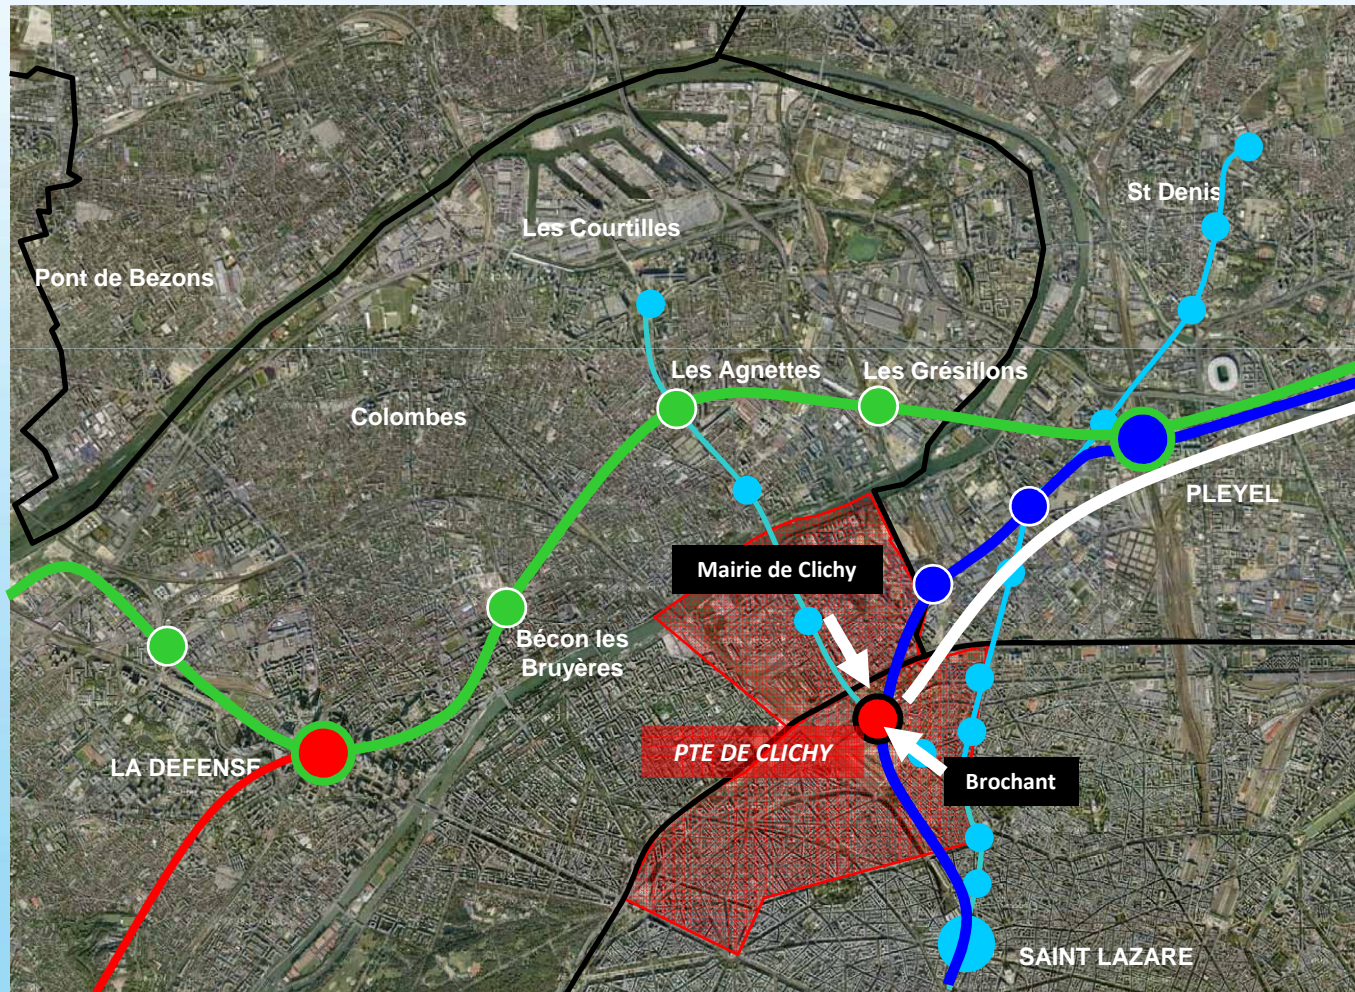 St Denis
Les Courtilles
Pont de Bezons
Les Agnettes
Les Grésillons
Colombes
PLEYEL
Mairie de Clichy
Bécon les
Bruyères
PTE DE CLICHY
LA DEFENSE
Brochant
SAINT LAZARE